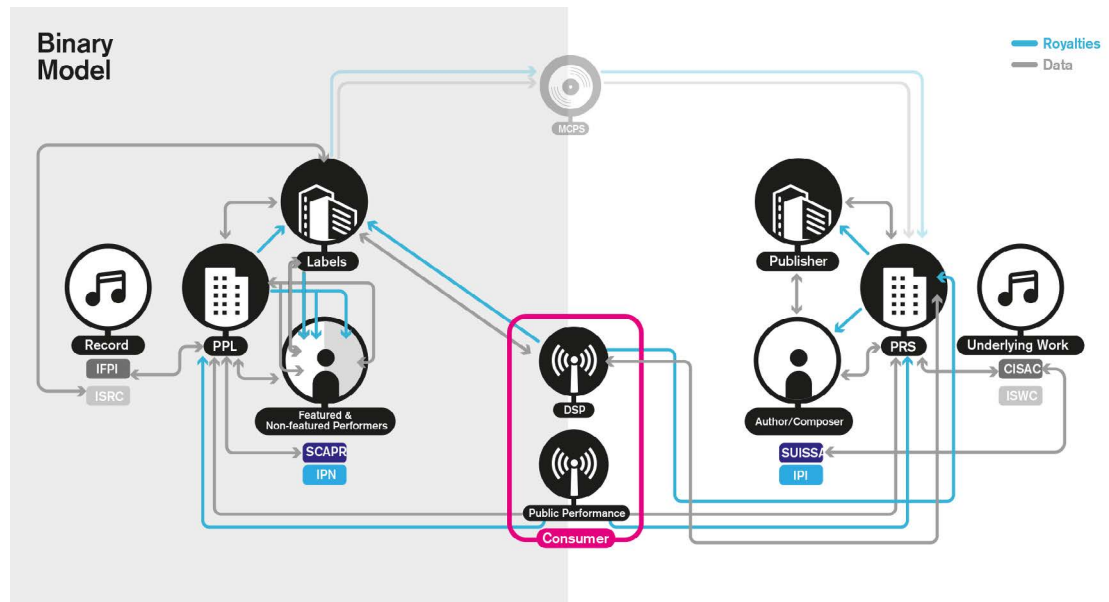 Binary
Model
Royalties
Data
MCPS
Labels
Publisher
Record
PPL
PRS
Underlying Work
IFPI
ISRC
CISAC
ISWC
DSP
Featured &
Non-featured Performers
Author/Composer
SCAPR
IPN
SUISSA
IPI
Public Performance
Consumer